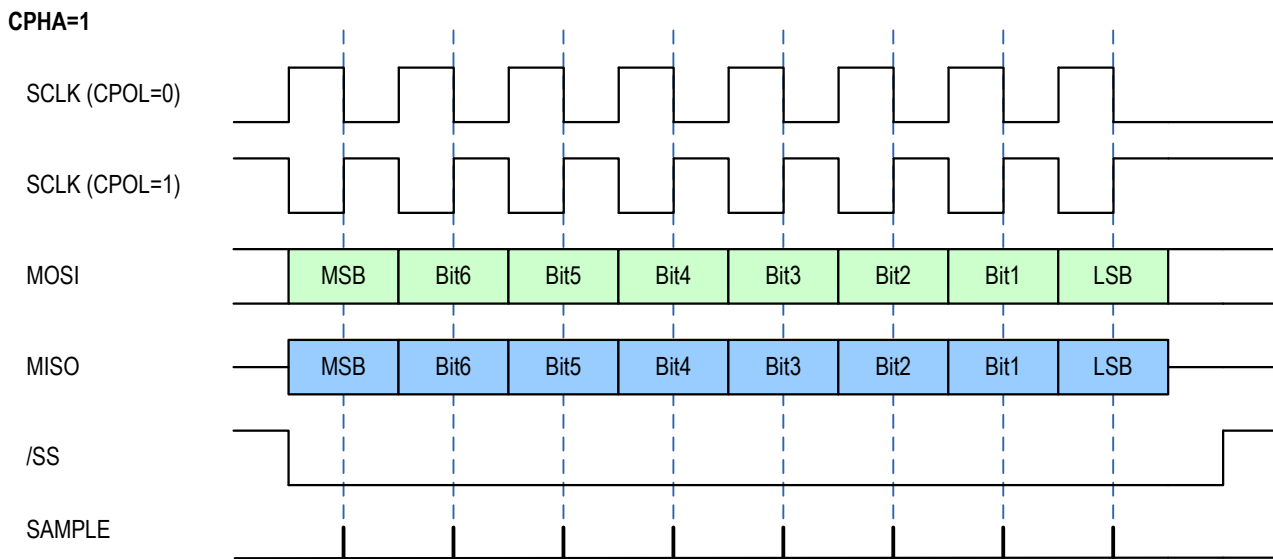 CPHA=1
SCLK (CPOL=0)
SCLK (CPOL=1)
MOSI MSB Bit6 Bit5 Bit4 Bit3 Bit2 Bit1 LSB
MISO MSB Bit6 Bit5 Bit4 Bit3 Bit2 Bit1 LSB
/SS
SAMPLE